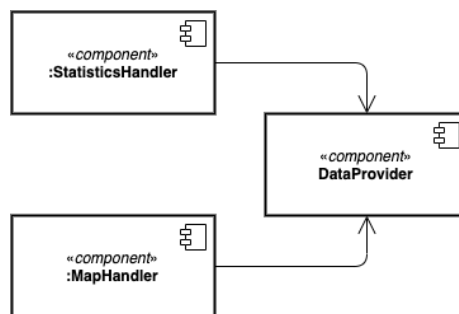 «component»
:StatisticsHandler
«component»
DataProvider
«component»
:MapHandler